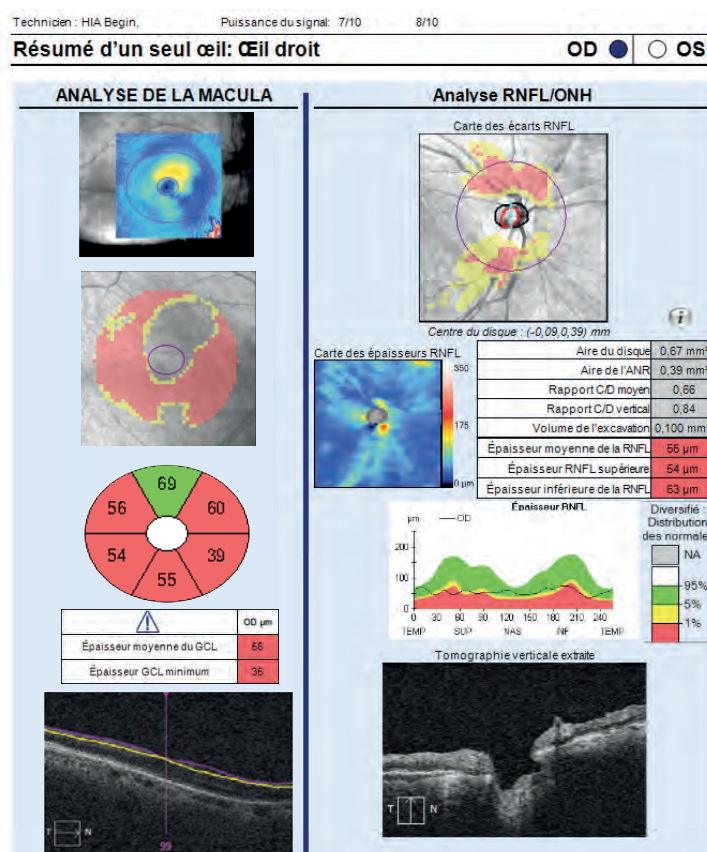 Technicien : HIA Begin, Puissance du signal: 7/10 8/10
Résumé d'un seul œil: Œil droit OD OS
ANALYSE DE LA MACULA
69
56 60
54 39
55
OD µm
Épaisseur moyenne du GCL 56
Épaisseur GCL minimum 36
T N
99
Analyse RNFL/ONH
Carte des écarts RNFL
Centre du disque : (-0,09,0,39) mm
i
Carte des épaisseurs RNFL
350
175
0 µm
Aire du disque 0,67 mm²
Aire de l'ANR 0,39 mm²
Rapport C/D moyen 0,66
Rapport C/D vertical 0,84
Volume de l'excavation 0,100 mm³
Épaisseur moyenne de la RNFL 56 µm
Épaisseur RNFL supérieure 54 µm
Épaisseur inférieure de la RNFL 63 µm
Épaisseur RNFL
µm OD
200
100
0
0 30 60 90 120 150 180 210 240
TEMP SUP NAS INF TEMP
Diversifié :
Distribution
des normales
NA
95%
5%
1%
Tomographie verticale extraite
T N